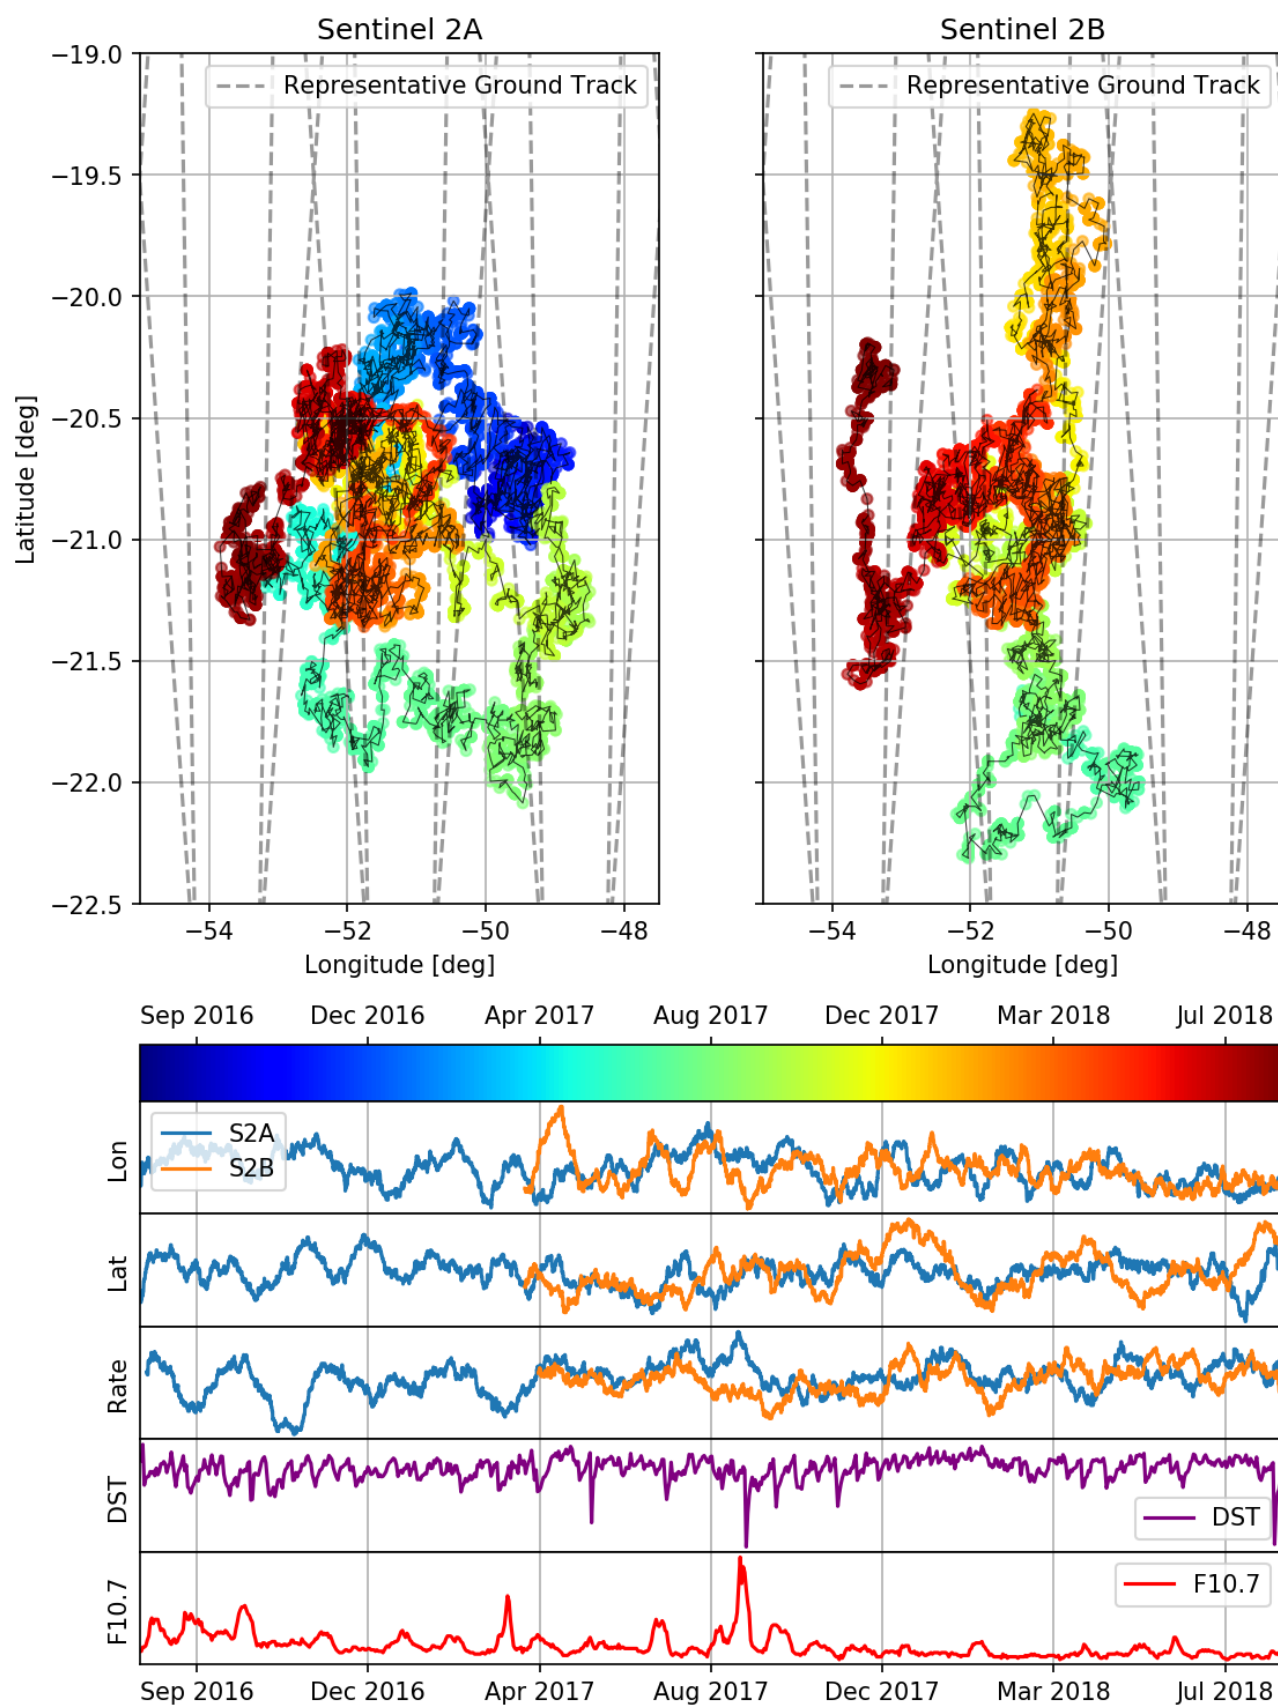 Sentinel 2A
Sentinel 2B
Representative Ground Track
Representative Ground Track
−19.0
−19.5
−20.0
−20.5
−21.0
−21.5
−22.0
−22.5
Latitude [deg]
−54 −52 −50 −48
−54 −52 −50 −48
Longitude [deg]
Longitude [deg]
Sep 2016 Dec 2016 Apr 2017 Aug 2017 Dec 2017 Mar 2018 Jul 2018
Lon
S2A
S2B
Lat
Rate
DST
DST
F10.7
F10.7
Sep 2016 Dec 2016 Apr 2017 Aug 2017 Dec 2017 Mar 2018 Jul 2018